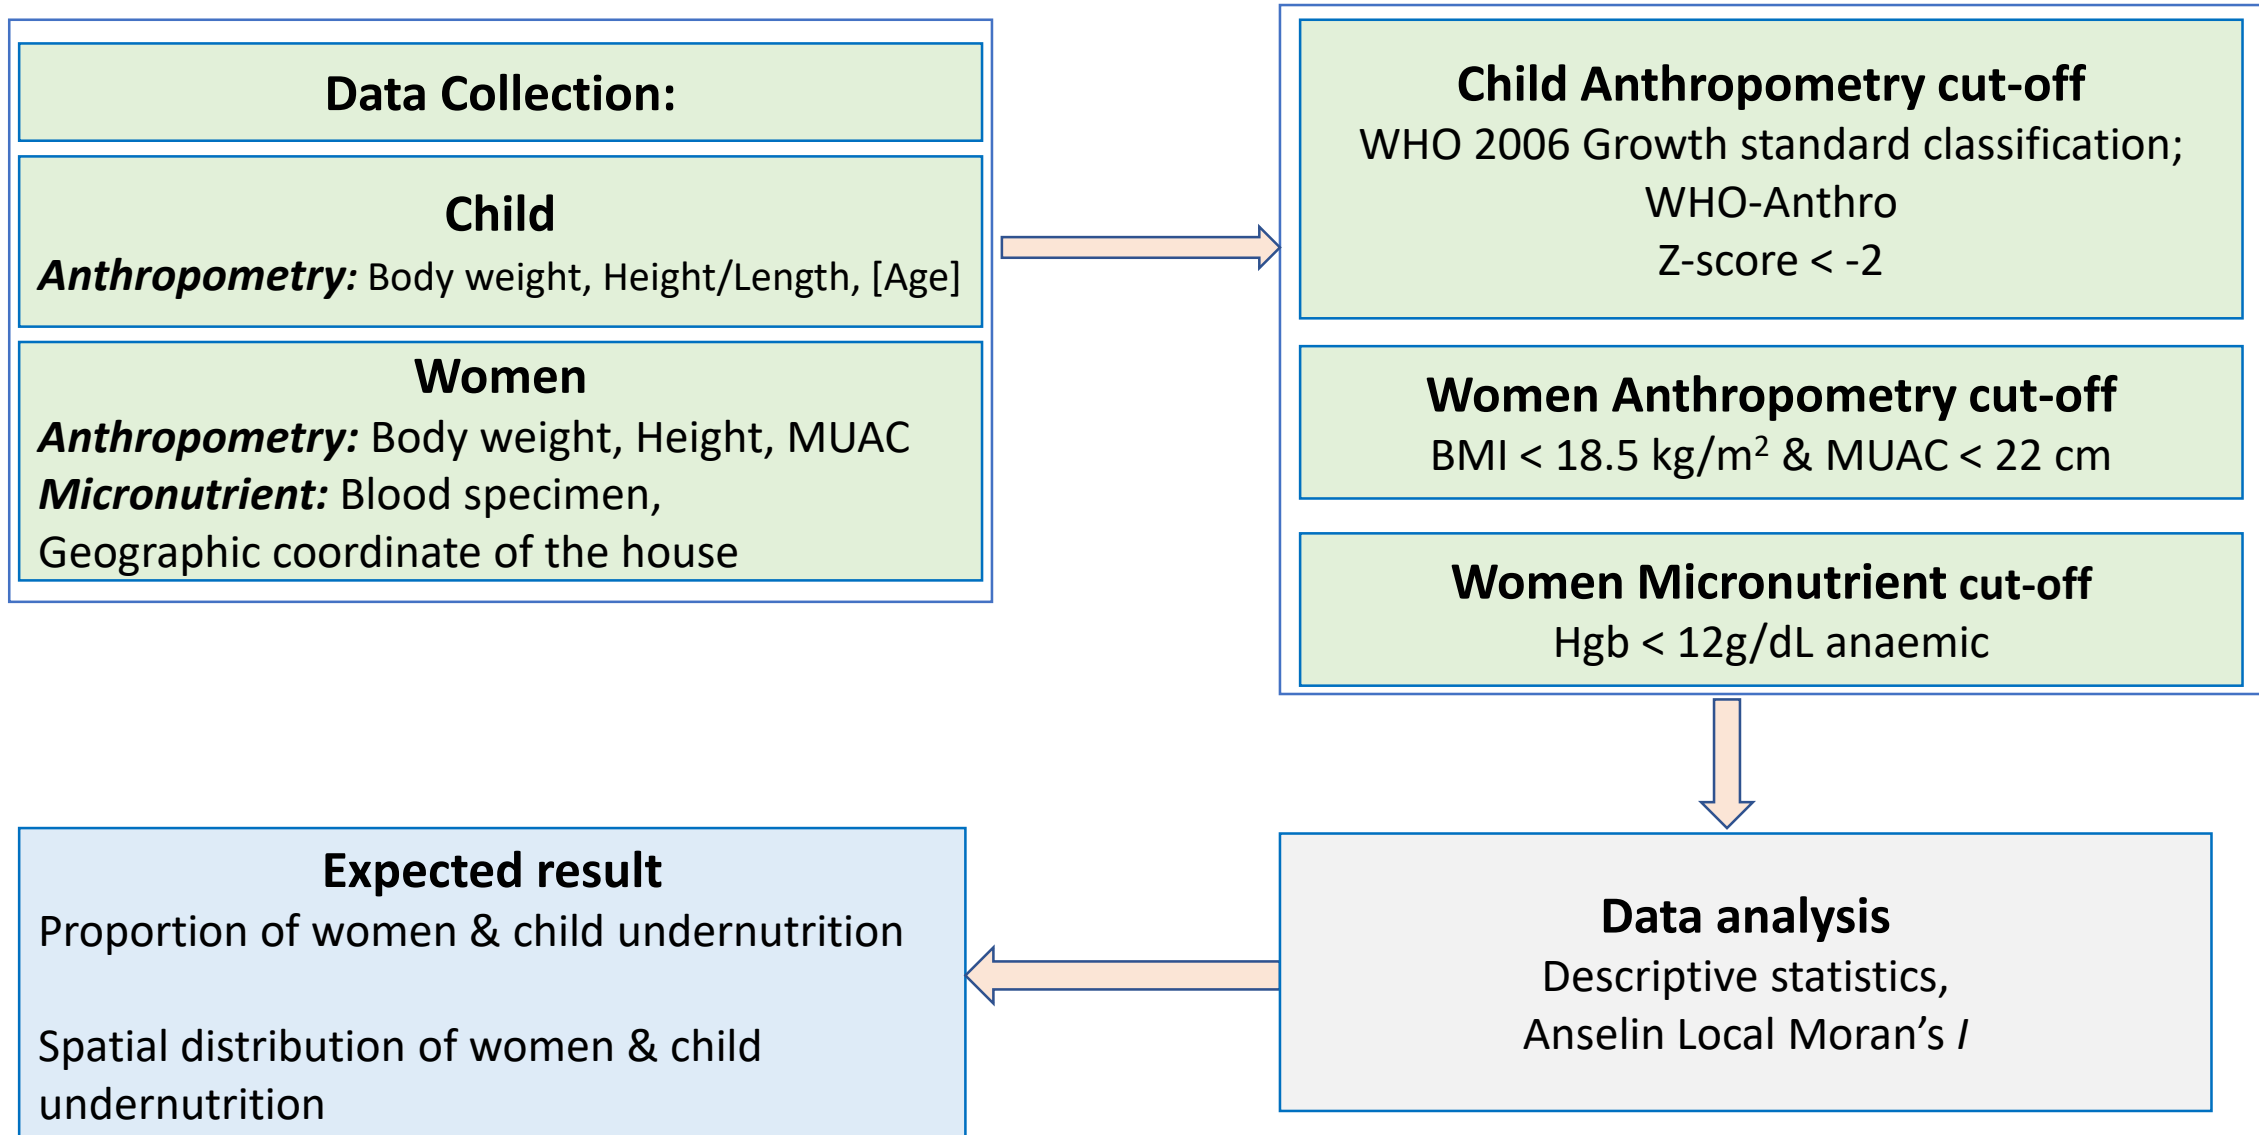 Data Collection:
Child
Anthropometry: Body weight, Height/Length, [Age]
Women
Anthropometry: Body weight, Height, MUAC
Micronutrient: Blood specimen,
Geographic coordinate of the house
Child Anthropometry cut-off
WHO 2006 Growth standard classification;
WHO-Anthro
Z-score < -2
Women Anthropometry cut-off
BMI < 18.5 kg/m² & MUAC < 22 cm
Women Micronutrient cut-off
Hgb < 12g/dL anaemic
Data analysis
Descriptive statistics,
Anselin Local Moran’s I
Expected result
Proportion of women & child undernutrition
Spatial distribution of women & child
undernutrition